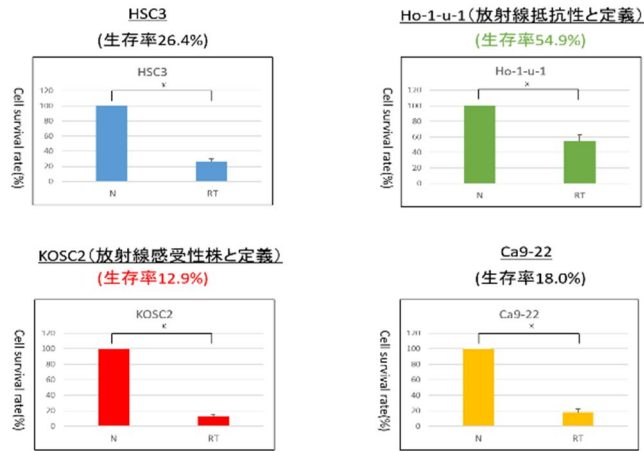 HSC3
(生存率26.4%)
HSC3
Cell survival rate(%)
120
100
80
60
40
20
0
N
RT
*
Ho-1-u-1(放射線抵抗性と定義)
(生存率54.9%)
Ho-1-u-1
Cell survival rate(%)
120
100
80
60
40
20
0
N
RT
*
KOSC2(放射線感受性株と定義)
(生存率12.9%)
KOSC2
Cell survival rate(%)
120
100
80
60
40
20
0
N
RT
*
Ca9-22
(生存率18.0%)
Ca9-22
Cell survival rate(%)
120
100
80
60
40
20
0
N
RT
*